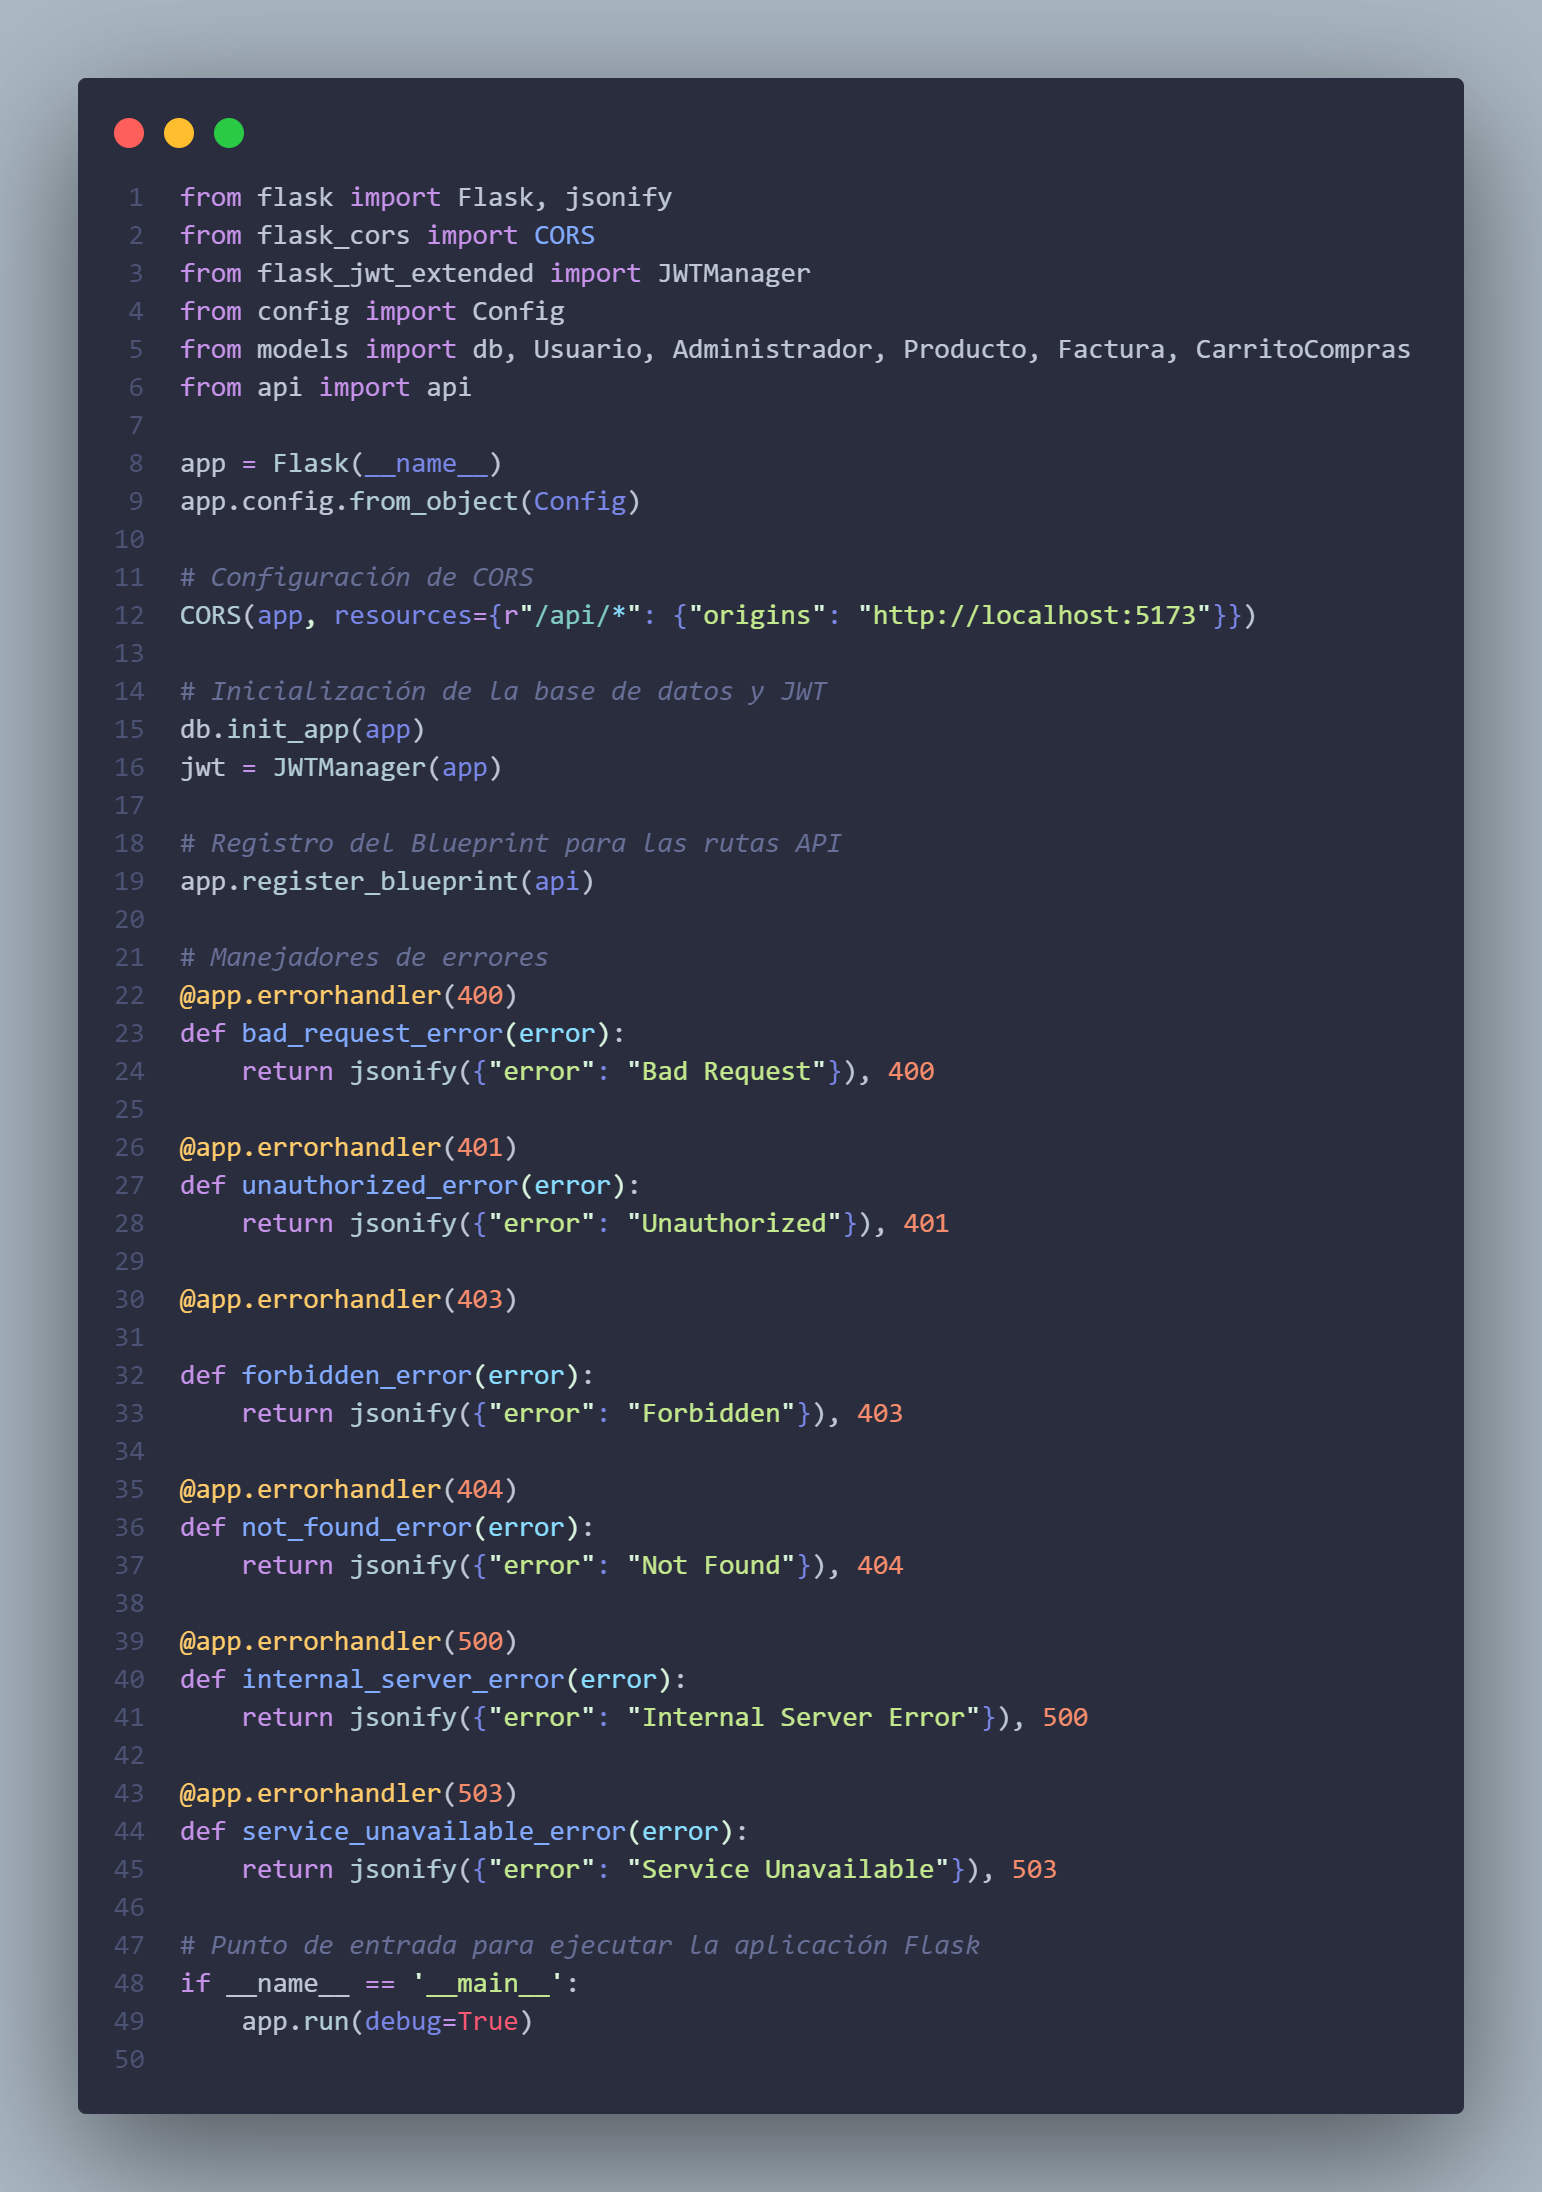 1 from flask import Flask, jsonify
2 from flask_cors import CORS
3 from flask_jwt_extended import JWTManager
4 from config import Config
5 from models import db, Usuario, Administrador, Producto, Factura, CarritoCompras
6 from api import api
7
8 app = Flask(__name__)
9 app.config.from_object(Config)
10
11 # Configuración de CORS
12 CORS(app, resources={r"/api/*": {"origins": "http://localhost:5173"}})
13
14 # Inicialización de la base de datos y JWT
15 db.init_app(app)
16 jwt = JWTManager(app)
17
18 # Registro del Blueprint para las rutas API
19 app.register_blueprint(api)
20
21 # Manejadores de errores
22 @app.errorhandler(400)
23 def bad_request_error(error):
24     return jsonify({"error": "Bad Request"}), 400
25
26 @app.errorhandler(401)
27 def unauthorized_error(error):
28     return jsonify({"error": "Unauthorized"}), 401
29
30 @app.errorhandler(403)
31
32 def forbidden_error(error):
33     return jsonify({"error": "Forbidden"}), 403
34
35 @app.errorhandler(404)
36 def not_found_error(error):
37     return jsonify({"error": "Not Found"}), 404
38
39 @app.errorhandler(500)
40 def internal_server_error(error):
41     return jsonify({"error": "Internal Server Error"}), 500
42
43 @app.errorhandler(503)
44 def service_unavailable_error(error):
45     return jsonify({"error": "Service Unavailable"}), 503
46
47 # Punto de entrada para ejecutar la aplicación Flask
48 if __name__ == '__main__':
49     app.run(debug=True)
50